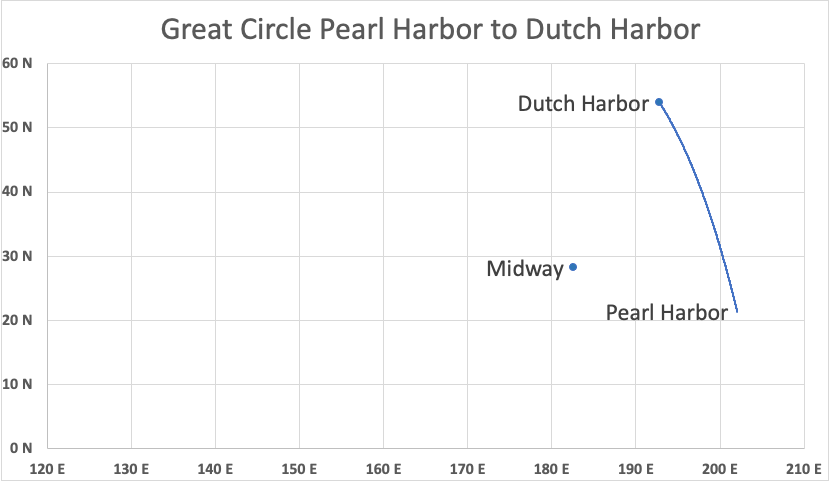 Great Circle Pearl Harbor to Dutch Harbor
60 N
Dutch Harbor
50 N
40 N
30 N
Midway
Pearl Harbor
20 N
10 N
0 N
120 E 130 E 140 E 150 E 160 E 170 E 180 E 190 E 200 E 210 E